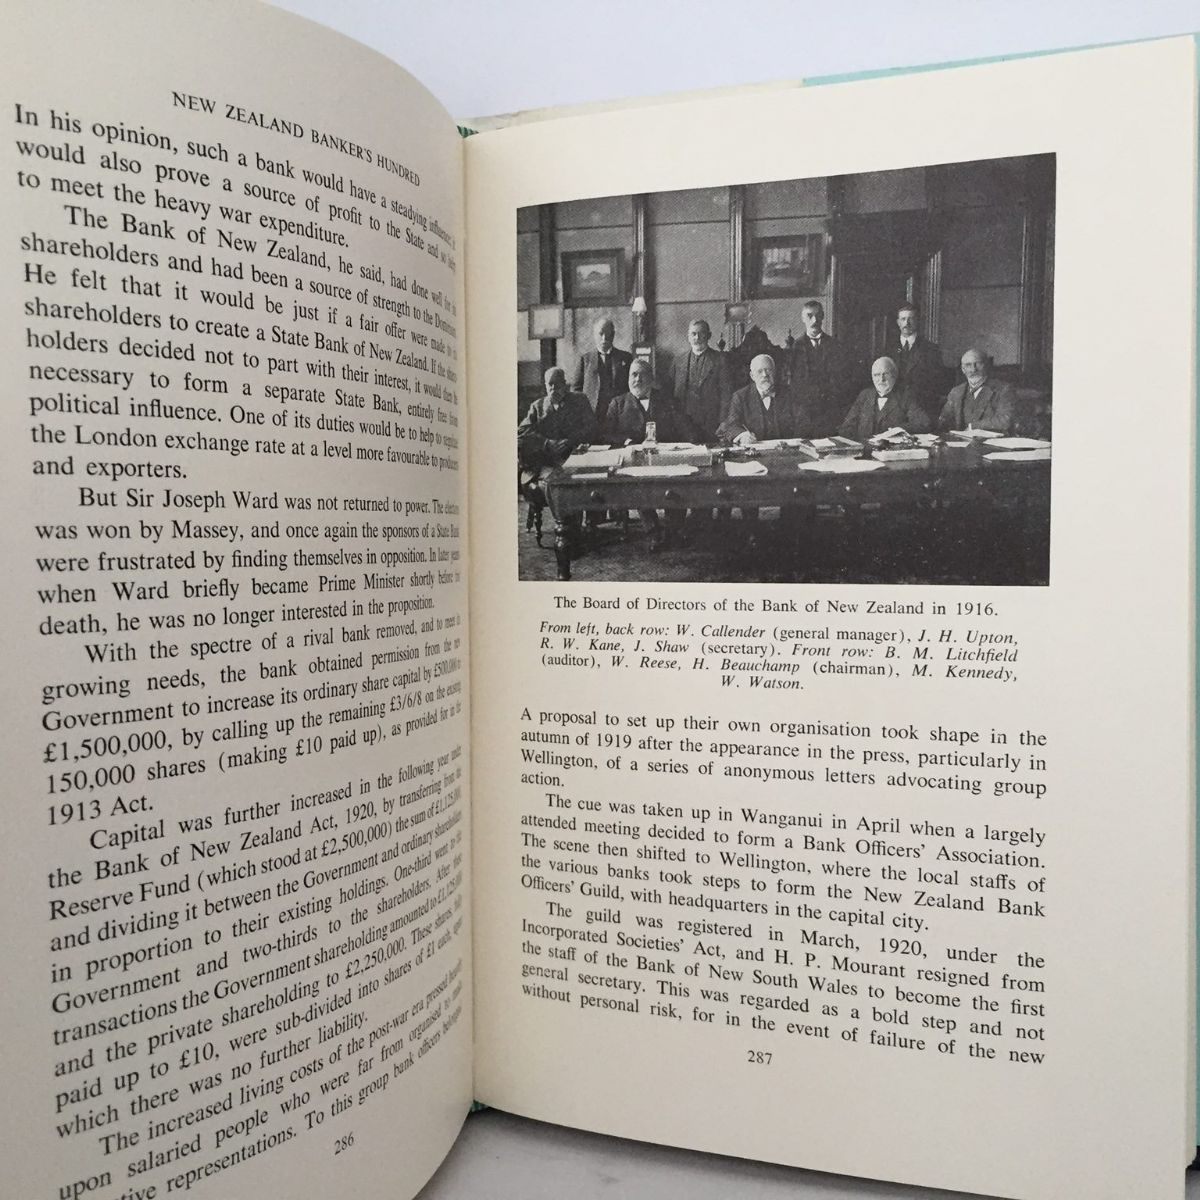 NEW ZEALAND BANKER'S HUNDRED
In his opinion, such a bank would have a steadying influence; it
would also prove a source of profit to the State and so help
to meet the heavy war expenditure.
The Bank of New Zealand, he said, had done well for its
shareholders and had been a source of strength to the Dominion.
He felt that it would be just if a fair offer were made to
shareholders to create a State Bank of New Zealand. If the
holders decided not to part with their interest, it would then be
necessary to form a separate State Bank, entirely free from
political influence. One of its duties would be to help to
the London exchange rate at a level more favourable to producers
and exporters.
But Sir Joseph Ward was not returned to power. The election
was won by Massey, and once again the sponsors of a State Bank
were frustrated by finding themselves in opposition. In later years
when Ward briefly became Prime Minister shortly before his
death, he was no longer interested in the proposition.
With the spectre of a rival bank removed, and to meet its
growing needs, the bank obtained permission from the new
Government to increase its ordinary share capital by £500,000 to
£1,500,000, by calling up the remaining £3/6/8 on the existing
150,000 shares (making £10 paid up), as provided for in the
1913 Act.
Capital was further increased in the following year under
the Bank of New Zealand Act, 1920, by transferring from the
Reserve Fund (which stood at £2,500,000) the sum of £1,125,000
and dividing it between the Government and ordinary shareholders
in proportion to their existing holdings. One-third went to the
Government and two-thirds to the shareholders. After these
transactions the Government shareholding amounted to £1,125,000
and the private shareholding to £2,250,000. These shares, fully
paid up to £10, were sub-divided into shares of £1 each, upon
which there was no further liability.
The increased living costs of the post-war era pressed heavily
upon salaried people who were far from organised to make
representations. To this group bank officers belonged
286
The Board of Directors of the Bank of New Zealand in 1916.
From left, back row: W. Callender (general manager), J. H. Upton,
R. W. Kane, J. Shaw (secretary). Front row: B. M. Litchfield
(auditor), W. Reese, H. Beauchamp (chairman), M. Kennedy,
W. Watson.
A proposal to set up their own organisation took shape in the
autumn of 1919 after the appearance in the press, particularly in
Wellington, of a series of anonymous letters advocating group
action.
The cue was taken up in Wanganui in April when a largely
attended meeting decided to form a Bank Officers' Association.
The scene then shifted to Wellington, where the local staffs of
the various banks took steps to form the New Zealand Bank
Officers' Guild, with headquarters in the capital city.
The guild was registered in March, 1920, under the
Incorporated Societies' Act, and H. P. Mourant resigned from
the staff of the Bank of New South Wales to become the first
general secretary. This was regarded as a bold step and not
without personal risk, for in the event of failure of the new
287